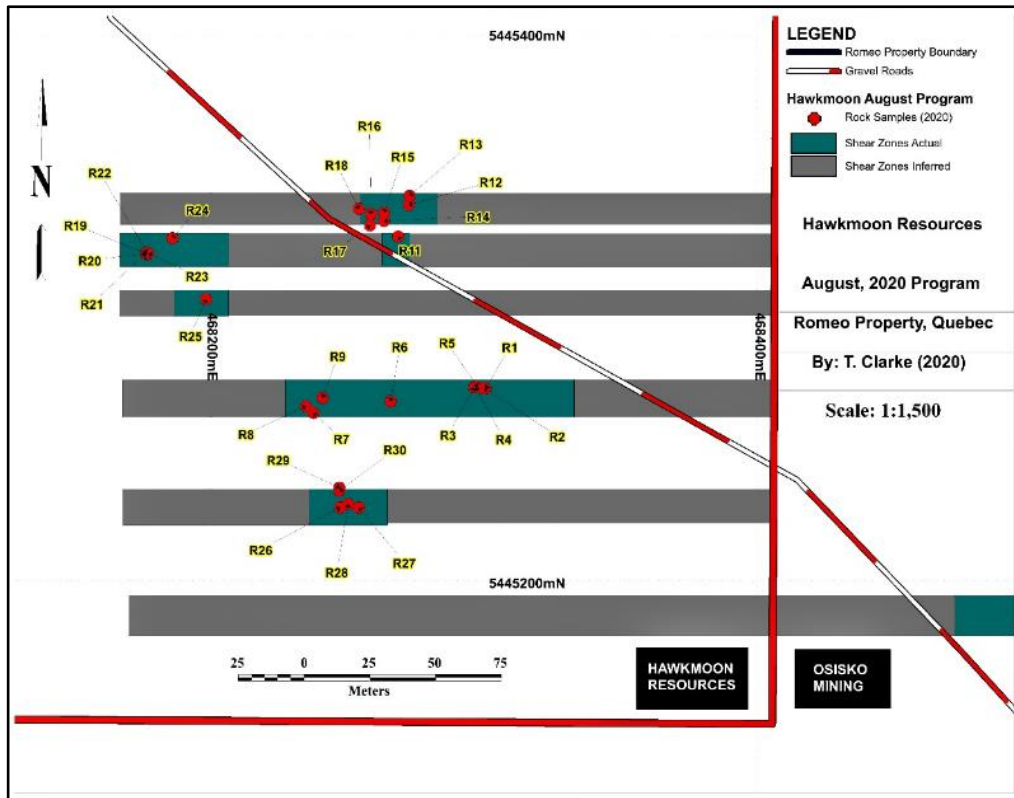 5445400mN
LEGEND
Romeo Property Boundary
Gravel Roads
Hawkmoon August Program
Rock Samples (2020)
Shear Zones Actual
Shear Zones Inferred
Hawkmoon Resources
August, 2020 Program
Romeo Property, Quebec
By: T. Clarke (2020)
Scale: 1:1,500
N
R16
R18
R15
R13
R12
R14
R17
R11
R22
R24
R19
R20
R23
R21
R25
468200mE
468400mE
R9
R6
R5
R1
R8
R7
R3
R4
R2
R29
R30
R26
R28
R27
5445200mN
25 0 25 50 75
Meters
HAWKMOON
RESOURCES
OSISKO
MINING